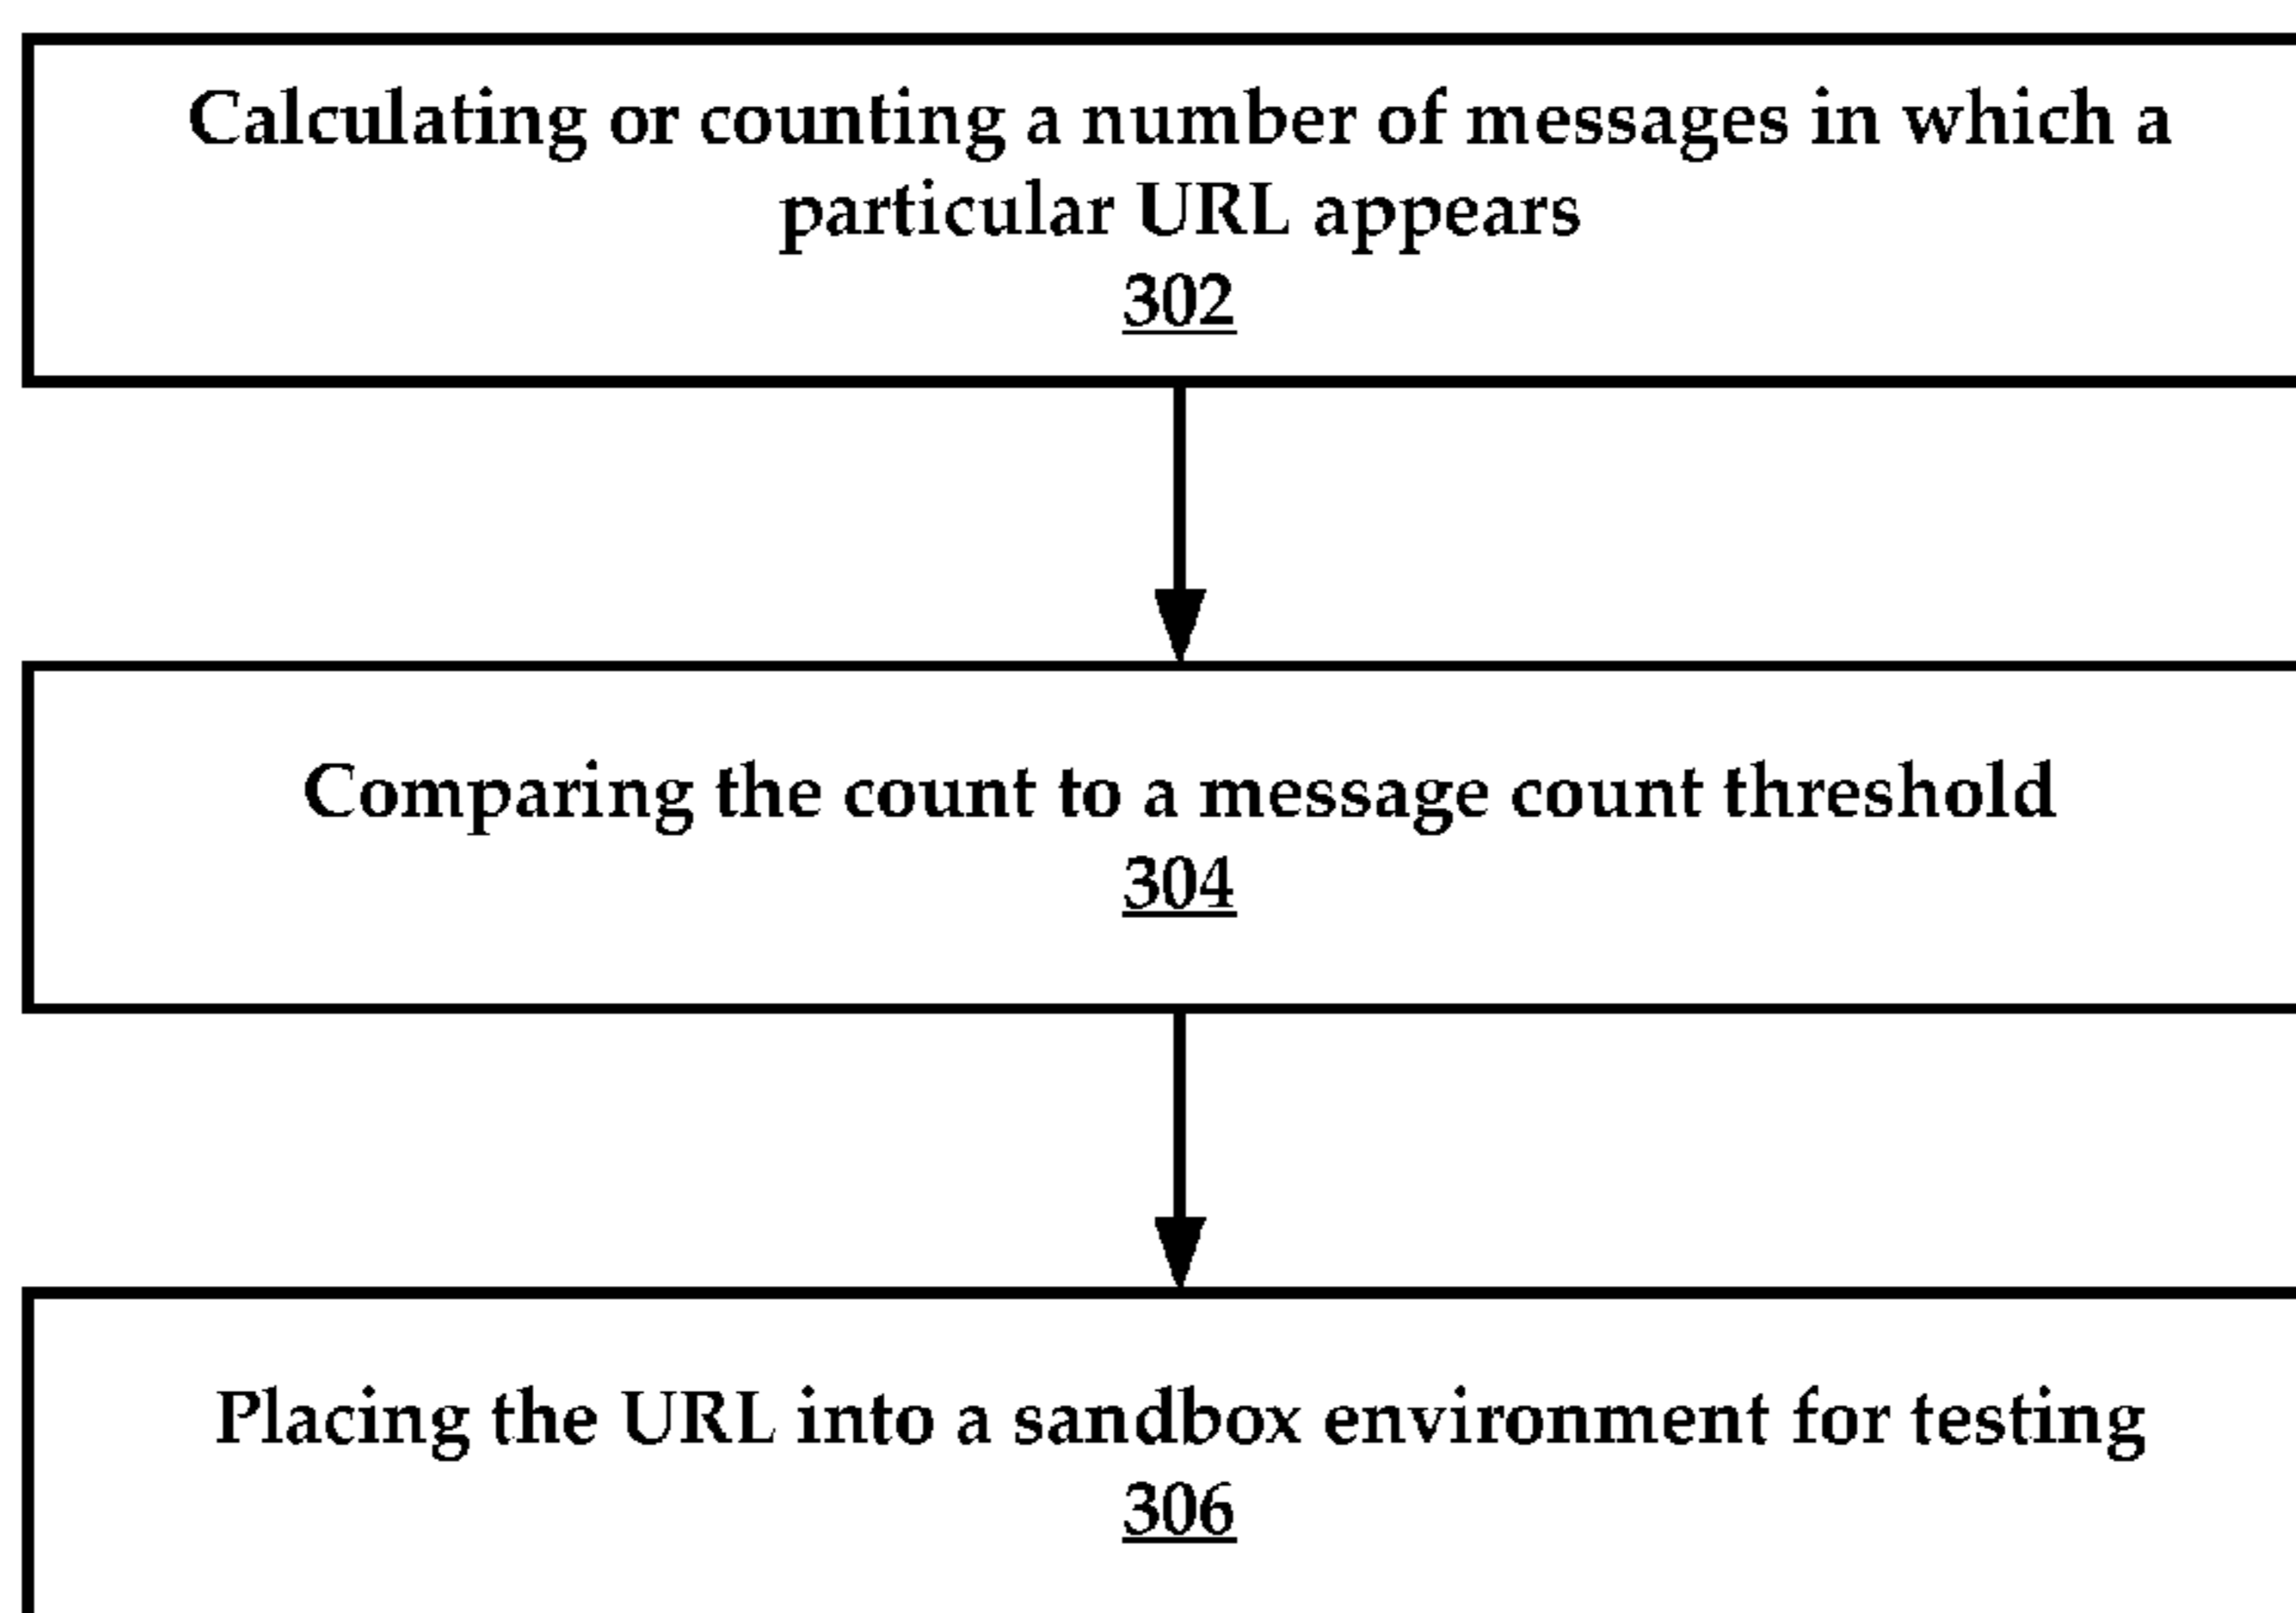 Calculating or counting a number of messages in which a
particular URL appears
302
Comparing the count to a message count threshold
304
Placing the URL into a sandbox environment for testing
306